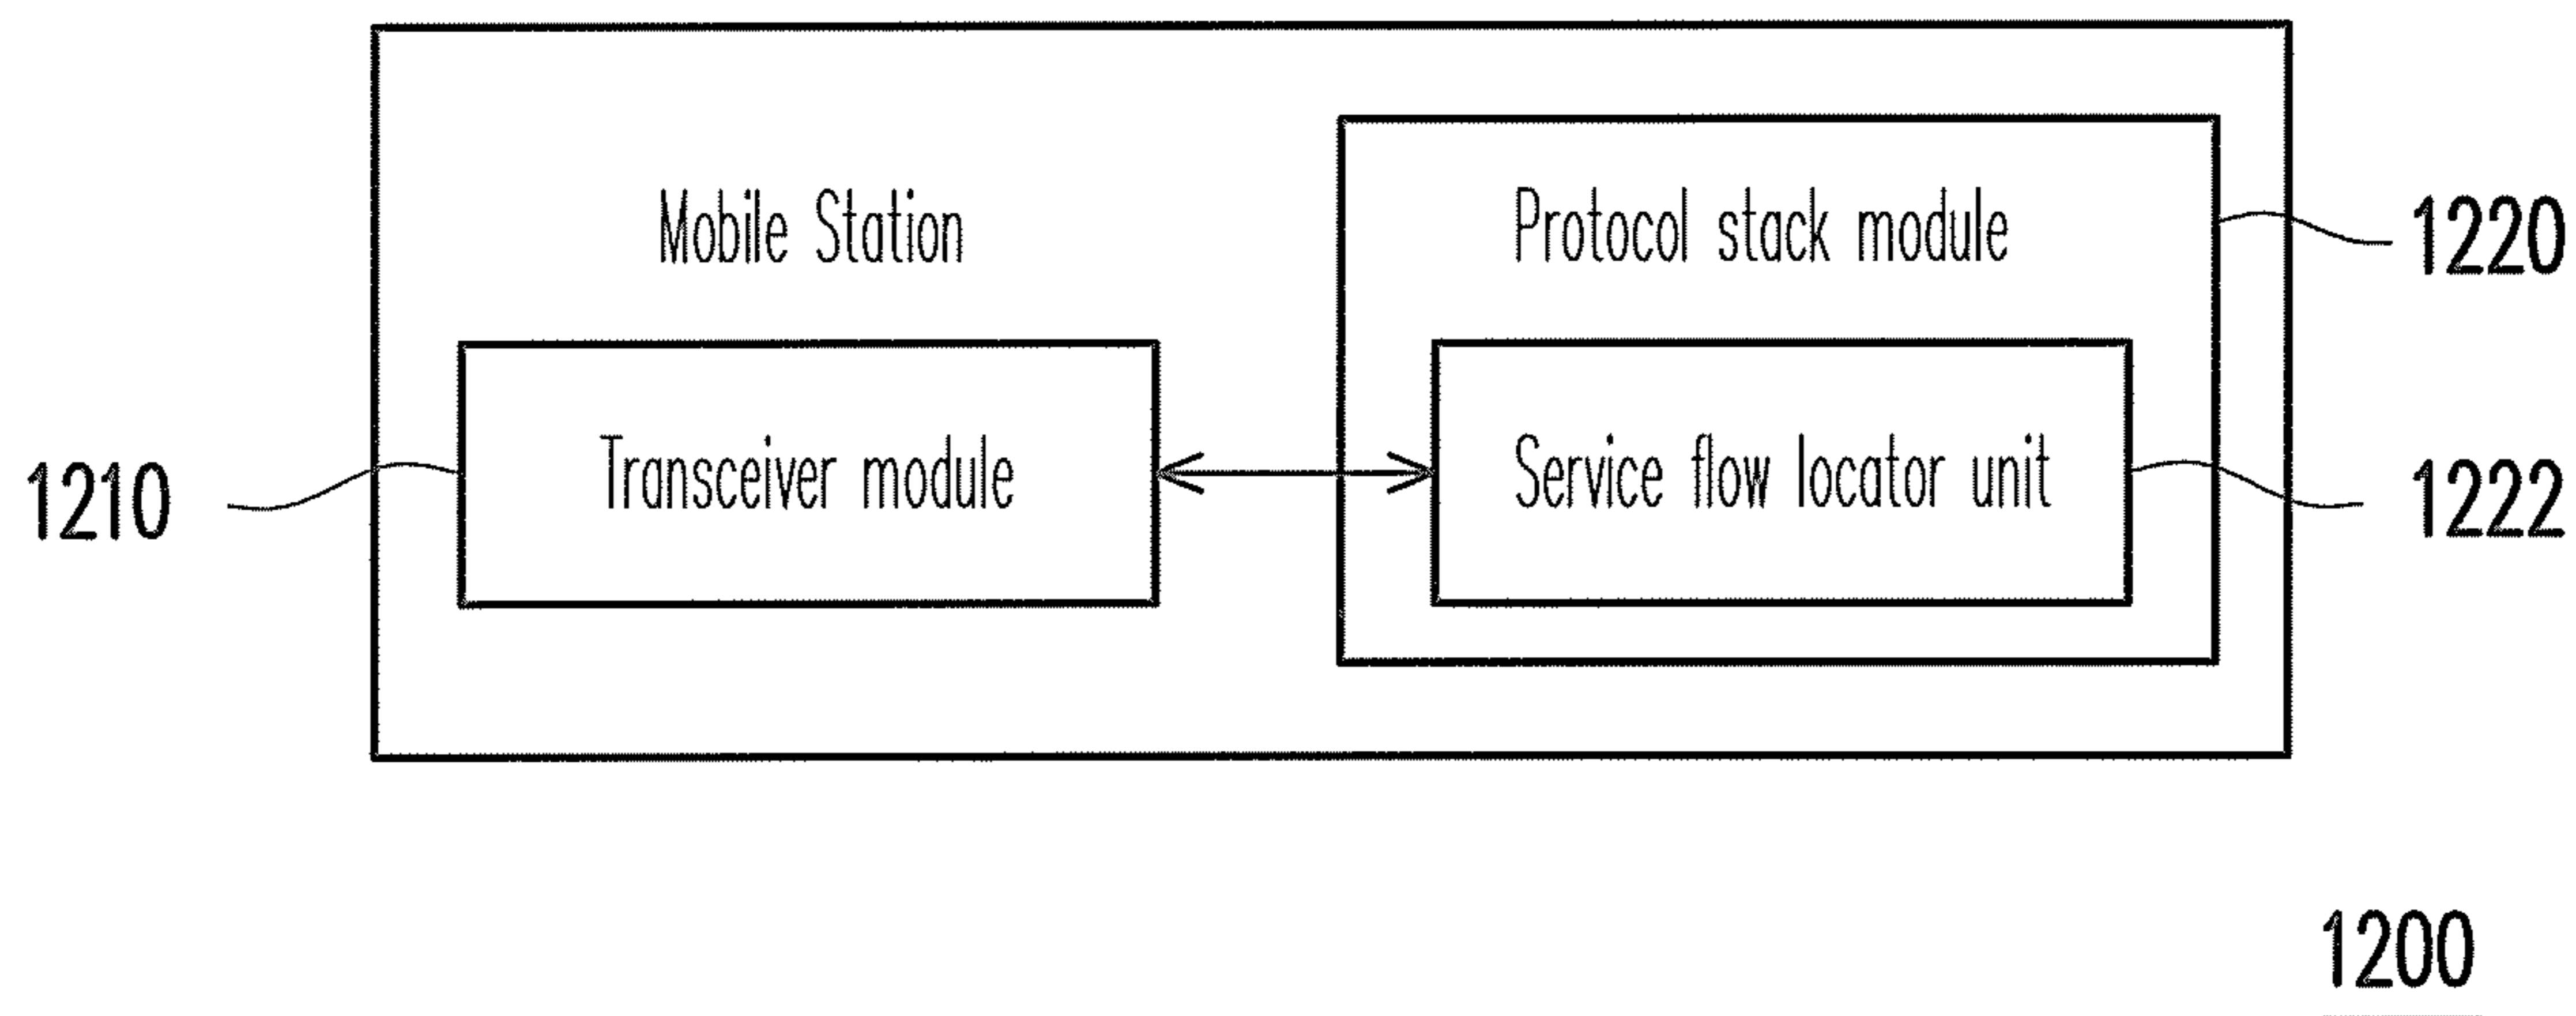 Mobile Station
Protocol stack module
1220
1210
Transceiver module
Service flow locator unit
1222
1200